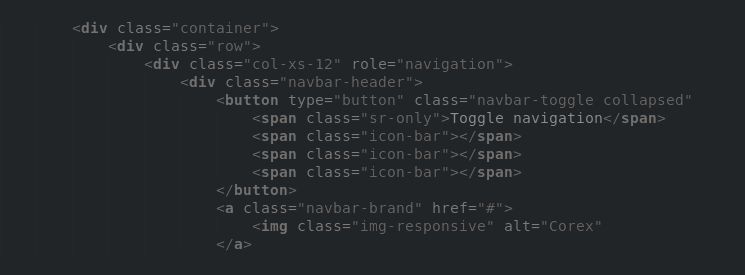 <div class="container">
<div class="row">
<div class="col-xs-12" role="navigation">
<div class="navbar-header">
<button type="button" class="navbar-toggle collapsed"
<span class="sr-only">Toggle navigation</span>
<span class="icon-bar"></span>
<span class="icon-bar"></span>
<span class="icon-bar"></span>
</button>
<a class="navbar-brand" href="#">
<img class="img-responsive" alt="Corex"
</a>